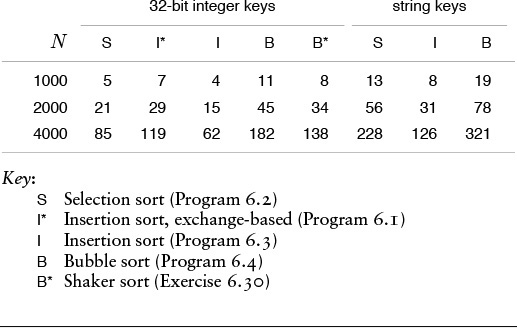 32-bit integer keys string keys
N S I* I B B* S I B
1000 5 7 4 11 8 13 8 19
2000 21 29 15 45 34 56 31 78
4000 85 119 62 182 138 228 126 321
Key:
S Selection sort (Program 6.2)
I* Insertion sort, exchange-based (Program 6.1)
I Insertion sort (Program 6.3)
B Bubble sort (Program 6.4)
B* Shaker sort (Exercise 6.30)